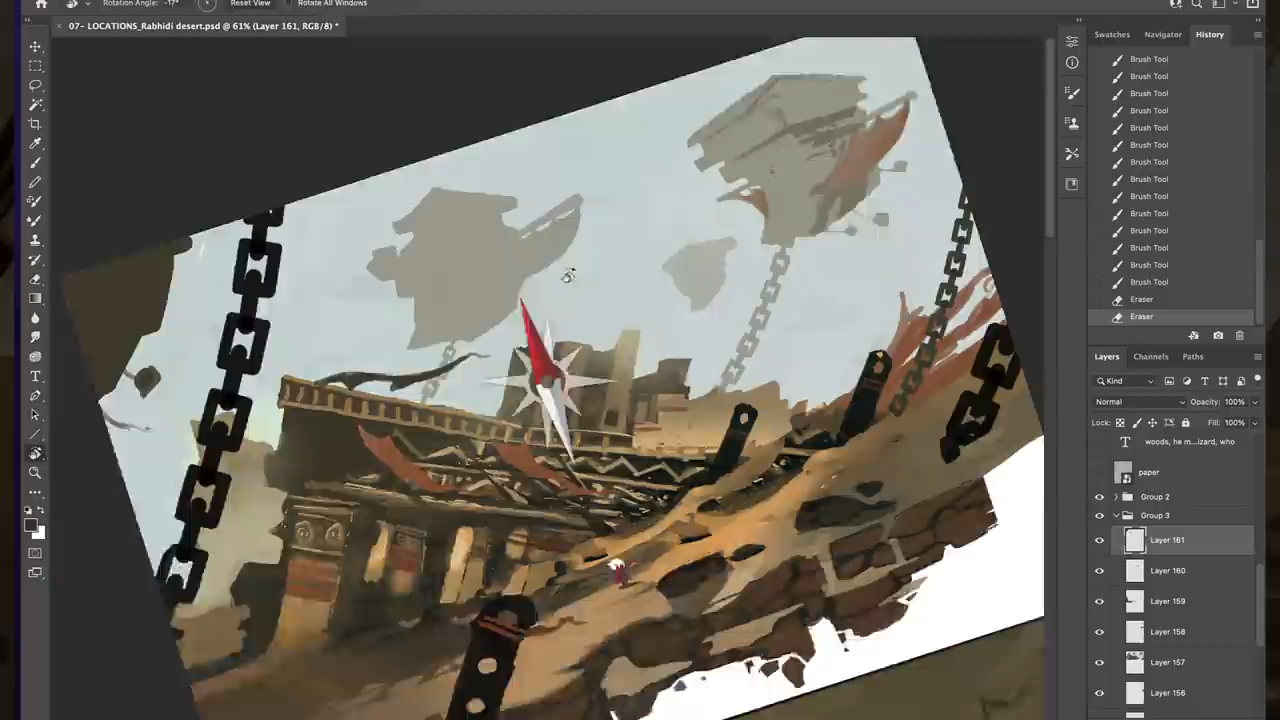 Rotation Angle: -17° Reset View Rotate All Windows
× 07- LOCATIONS_Rabhidi desert.psd @ 61% (Layer 161, RGB/8) *
Swatches Navigator History
Brush Tool
Brush Tool
Brush Tool
Brush Tool
Brush Tool
Brush Tool
Brush Tool
Brush Tool
Brush Tool
Brush Tool
Brush Tool
Brush Tool
Brush Tool
Brush Tool
Eraser
Eraser
Layers Channels Paths
Kind
Normal Opacity: 100%
Lock: Fill: 100%
woods, he m...izard, who
paper
Group 2
Group 3
Layer 161
Layer 160
Layer 159
Layer 158
Layer 157
Layer 156